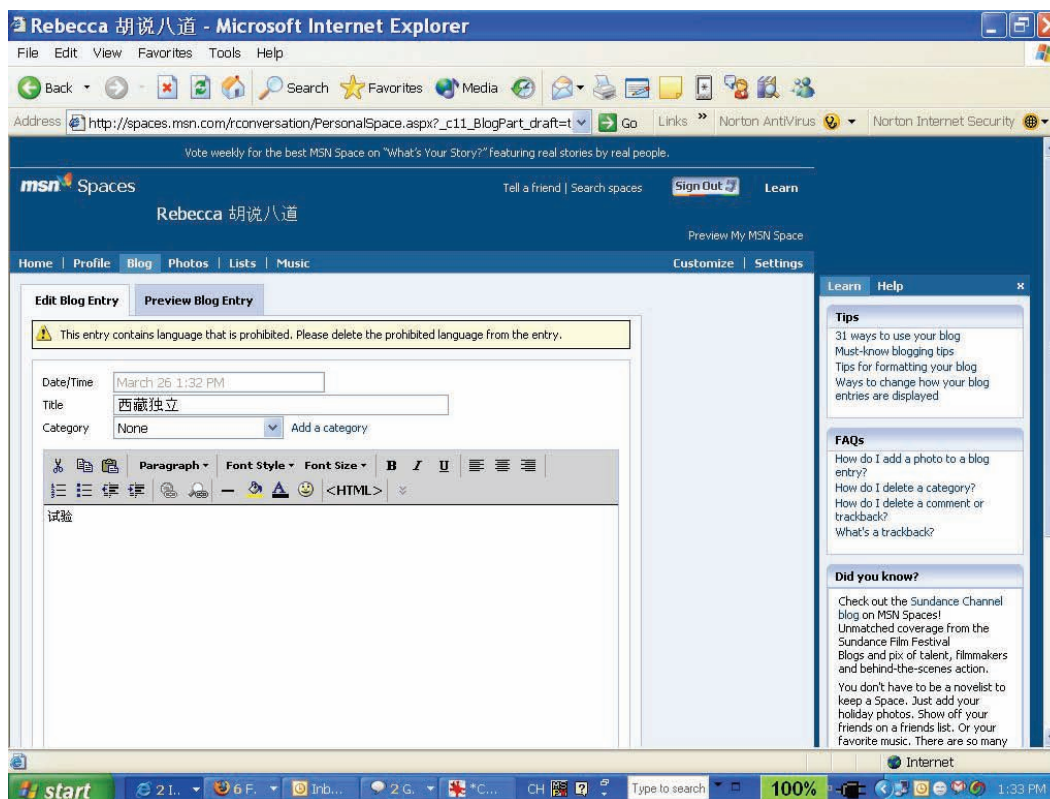 Rebecca 胡说八道 - Microsoft Internet Explorer
File Edit View Favorites Tools Help
Back Search Favorites Media
Address http://spaces.msn.com/rconversation/PersonalSpace.aspx?_c11_BlogPart_draft=t Go Links » Norton AntiVirus Norton Internet Security
Vote weekly for the best MSN Space on "What's Your Story?" featuring real stories by real people.
msn Spaces Tell a friend | Search spaces Sign Out Learn
Rebecca 胡说八道
Preview My MSN Space
Home | Profile Blog Photos | Lists | Music Customize | Settings
Learn Help x
Edit Blog Entry Preview Blog Entry
This entry contains language that is prohibited. Please delete the prohibited language from the entry.
Date/Time March 26 1:32 PM
Title 西藏独立
Category None Add a category
Paragraph Font Style Font Size B I U
<HTML>
试验
Tips
31 ways to use your blog
Must-know blogging tips
Tips for formatting your blog
Ways to change how your blog
entries are displayed
FAQs
How do I add a photo to a blog
entry?
How do I delete a category?
How do I delete a comment or
trackback?
What's a trackback?
Did you know?
Check out the Sundance Channel
blog on MSN Spaces!
Unmatched coverage from the
Sundance Film Festival
Blogs and pix of talent, filmmakers
and behind-the-scenes action.
You don't have to be a novelist to
keep a Space. Just add your
holiday photos. Show off your
friends on a friends list. Or your
favorite music. There are so many
Internet
start 2 I... 6 F... Inb... 2 G... *C... CH Type to search 100% 1:33 PM